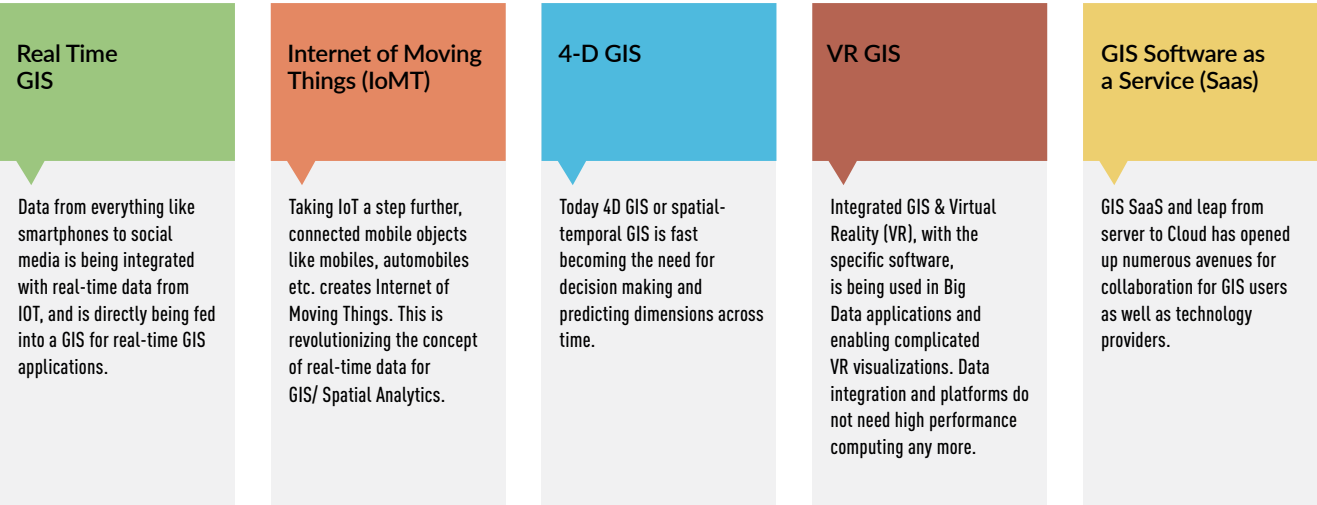 Real Time
GIS
Data from everything like
smartphones to social
media is being integrated
with real-time data from
IOT, and is directly being fed
into a GIS for real-time GIS
applications.
Internet of Moving
Things (IoMT)
Taking IoT a step further,
connected mobile objects
like mobiles, automobiles
etc. creates Internet of
Moving Things. This is
revolutionizing the concept
of real-time data for
GIS/ Spatial Analytics.
4-D GIS
Today 4D GIS or spatial-
temporal GIS is fast
becoming the need for
decision making and
predicting dimensions across
time.
VR GIS
Integrated GIS & Virtual
Reality (VR), with the
specific software,
is being used in Big
Data applications and
enabling complicated
VR visualizations. Data
integration and platforms do
not need high performance
computing any more.
GIS Software as
a Service (Saas)
GIS SaaS and leap from
server to Cloud has opened
up numerous avenues for
collaboration for GIS users
as well as technology
providers.